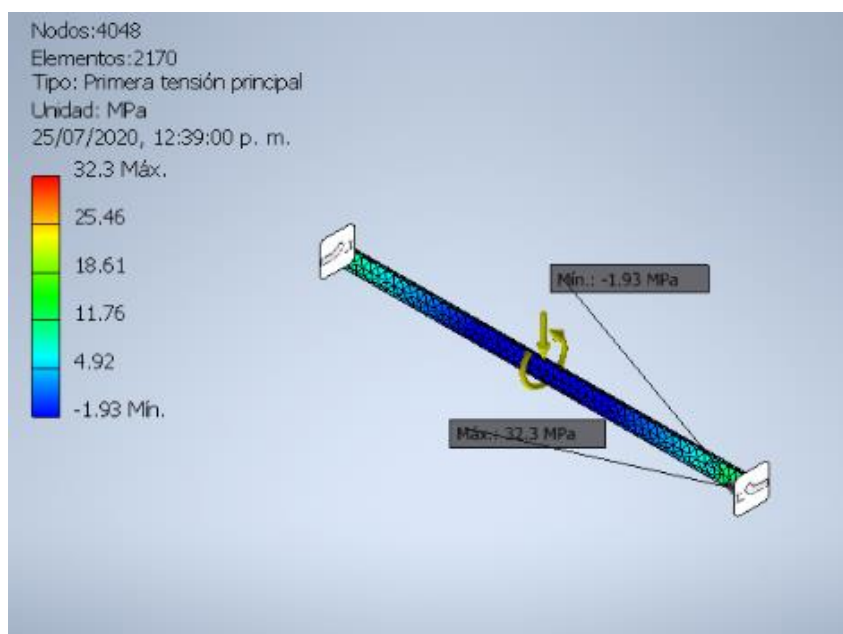 Nodos:4048
Elementos:2170
Tipo: Primera tensión principal
Unidad: MPa
25/07/2020, 12:39:00 p. m.
32.3 Máx.
25.46
18.61
11.76
4.92
-1.93 Mín.
Mín.: -1.93 MPa
Máx.: 32.3 MPa